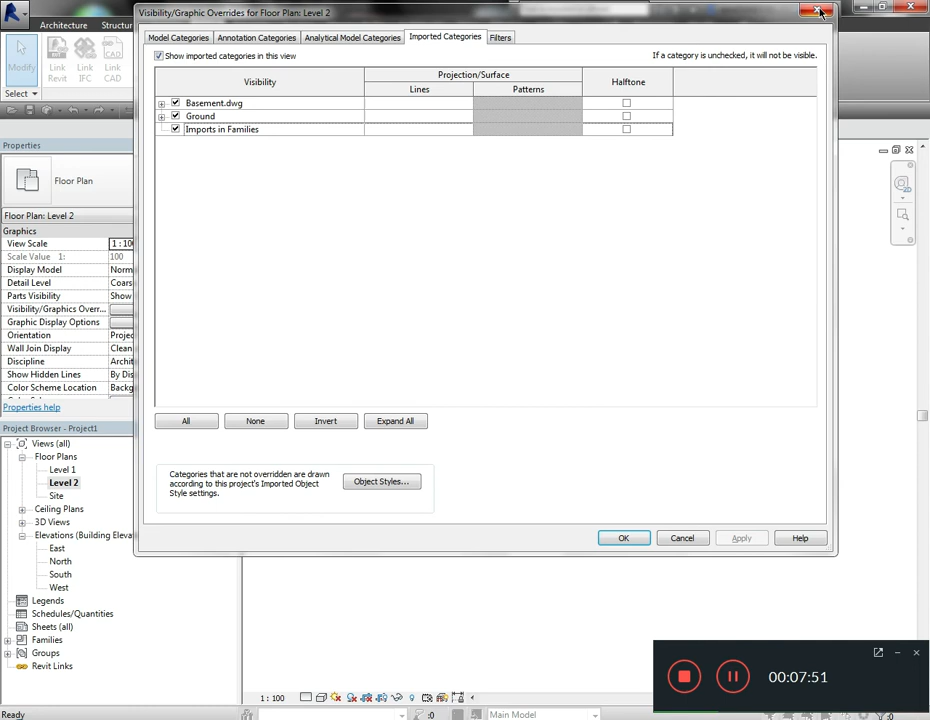 Visibility/Graphic Overrides for Floor Plan: Level 2
Architecture
Model Categories
Annotation Categories
Analytical Model Categories
Imported Categories
Filters
Show imported categories in this view
If a category is unchecked, it will not be visible.
Modify
Link
Revit
Link
IFC
Link
CAD
Select
Visibility
Projection/Surface
Lines
Patterns
Halftone
Basement.dwg
Ground
Imports in Families
Properties
Floor Plan
Floor Plan: Level 2
Graphics
View Scale
Scale Value 1:
100
Display Model
Detail Level
Parts Visibility
Show
Visibility/Graphics Overr...
Graphic Display Options
Orientation
Wall Join Display
Discipline
Show Hidden Lines
By Dis
Color Scheme Location
Properties help
All
None
Invert
Expand All
Categories that are not overridden are drawn
according to this project's Imported Object
Style settings.
Object Styles...
OK
Cancel
Apply
Help
Project Browser - Project1
Views (all)
Floor Plans
Level 1
Level 2
Site
Ceiling Plans
3D Views
Elevations (Building Eleva
East
North
South
West
Legends
Schedules/Quantities
Sheets (all)
Families
Groups
Revit Links
1 : 100
Ready
:0
Main Model
:0
00:07:51